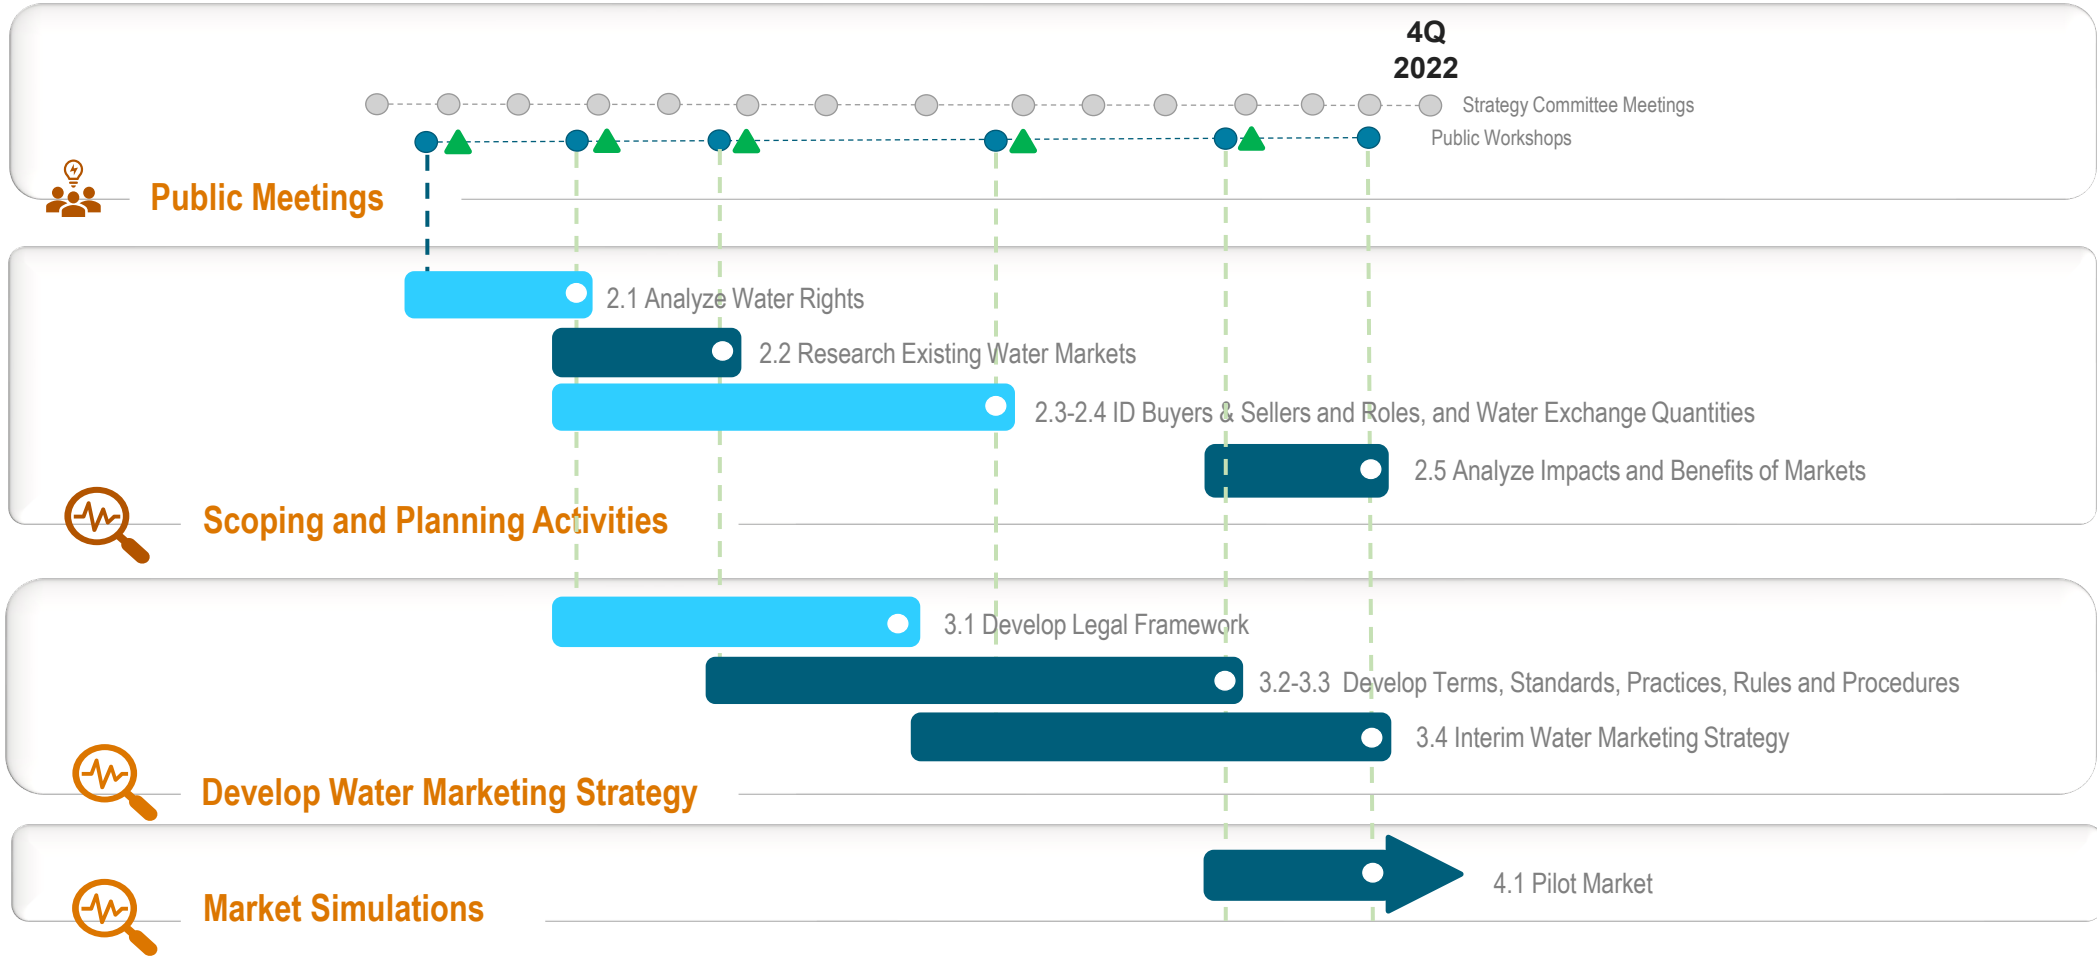 4Q
2022
Strategy Committee Meetings
Public Workshops
Public Meetings
2.1 Analyze Water Rights
2.2 Research Existing Water Markets
2.3-2.4 ID Buyers & Sellers and Roles, and Water Exchange Quantities
2.5 Analyze Impacts and Benefits of Markets
Scoping and Planning Activities
3.1 Develop Legal Framework
3.2-3.3 Develop Terms, Standards, Practices, Rules and Procedures
3.4 Interim Water Marketing Strategy
Develop Water Marketing Strategy
4.1 Pilot Market
Market Simulations